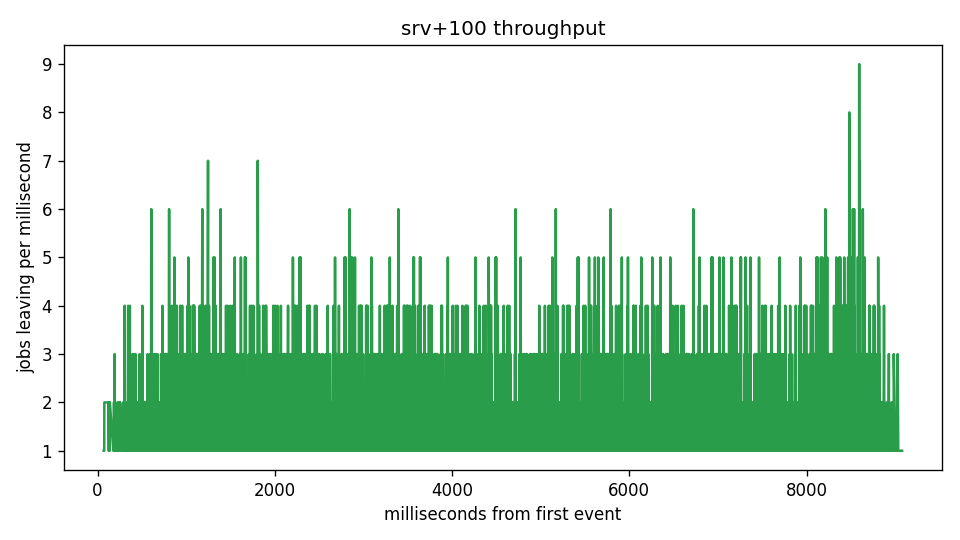 srv+100 throughput
jobs leaving per millisecond
9
8
7
6
5
4
3
2
1
0 2000 4000 6000 8000
milliseconds from first event